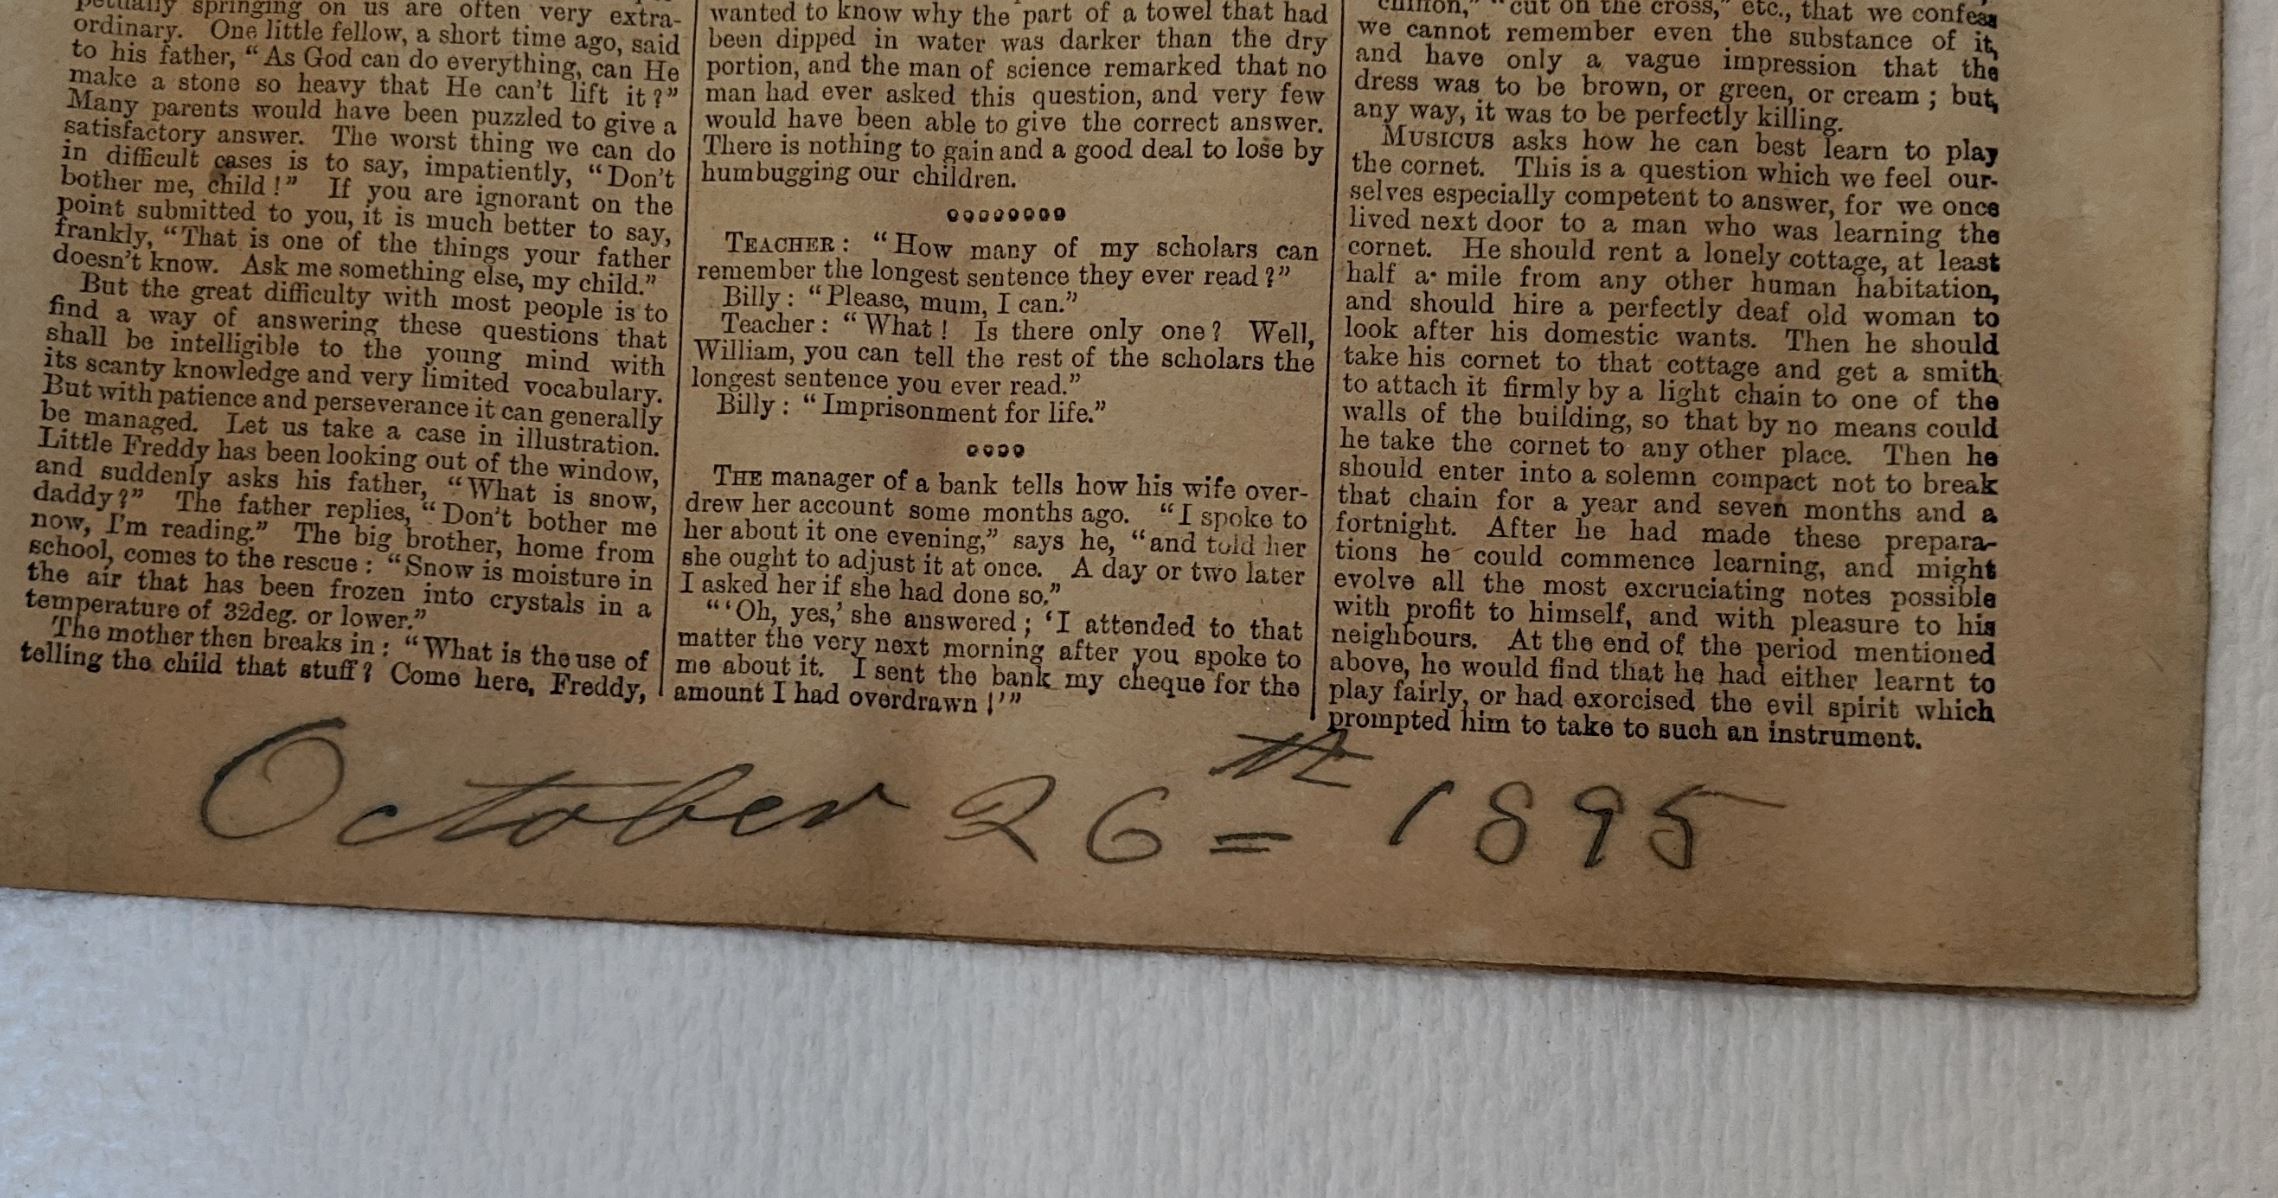 springing on us are often very extra-
ordinary. One little fellow, a short time ago, said
to his father, “As God can do everything, can He
make a stone so heavy that He can't lift it?”
Many parents would have been puzzled to give a
satisfactory answer. The worst thing we can do
in difficult cases is to say, impatiently, “Don't
bother me, child!” If you are ignorant on the
point submitted to you, it is much better to say,
frankly, “That is one of the things your father
doesn't know. Ask me something else, my child.”
But the great difficulty with most people is to
find a way of answering these questions that
shall be intelligible to the young mind with
its scanty knowledge and very limited vocabulary.
But with patience and perseverance it can generally
be managed. Let us take a case in illustration.
Little Freddy has been looking out of the window,
and suddenly asks his father, “What is snow,
daddy?” The father replies, “Don't bother me
now, I'm reading.” The big brother, home from
school, comes to the rescue: “Snow is moisture in
the air that has been frozen into crystals in a
temperature of 32deg. or lower.”
The mother then breaks in: “What is the use of
telling the child that stuff? Come here, Freddy,
wanted to know why the part of a towel that had
been dipped in water was darker than the dry
portion, and the man of science remarked that no
man had ever asked this question, and very few
would have been able to give the correct answer.
There is nothing to gain and a good deal to lose by
humbugging our children.
TEACHER: “How many of my scholars can
remember the longest sentence they ever read?”
Billy: “Please, mum, I can.”
Teacher: “What! Is there only one? Well,
William, you can tell the rest of the scholars the
longest sentence you ever read.”
Billy: “Imprisonment for life.”
THE manager of a bank tells how his wife over-
drew her account some months ago. “I spoke to
her about it one evening,” says he, “and told her
she ought to adjust it at once. A day or two later
I asked her if she had done so.”
“‘Oh, yes,’ she answered; ‘I attended to that
matter the very next morning after you spoke to
me about it. I sent the bank my cheque for the
amount I had overdrawn!’”
“cut on the cross,” etc., that we confess
we cannot remember even the substance of it,
and have only a vague impression that the
dress was to be brown, or green, or cream; but,
any way, it was to be perfectly killing.
MUSICUS asks how he can best learn to play
the cornet. This is a question which we feel our-
selves especially competent to answer, for we once
lived next door to a man who was learning the
cornet. He should rent a lonely cottage, at least
half a mile from any other human habitation,
and should hire a perfectly deaf old woman to
look after his domestic wants. Then he should
take his cornet to that cottage and get a smith
to attach it firmly by a light chain to one of the
walls of the building, so that by no means could
he take the cornet to any other place. Then he
should enter into a solemn compact not to break
that chain for a year and seven months and a
fortnight. After he had made these prepara-
tions he could commence learning, and might
evolve all the most excruciating notes possible
with profit to himself, and with pleasure to his
neighbours. At the end of the period mentioned
above, he would find that he had either learnt to
play fairly, or had exorcised the evil spirit which
prompted him to take to such an instrument.
October 26th 1895